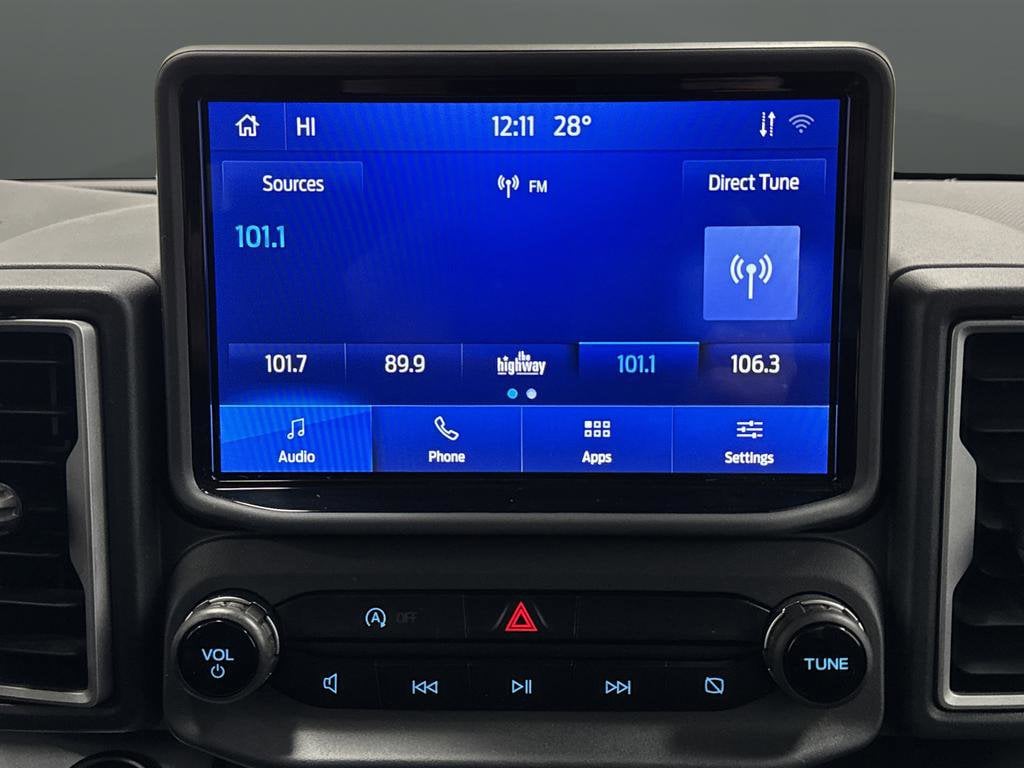 HI 12:11 28°
Sources FM Direct Tune
101.1
101.7 89.9 the highway 101.1 106.3
Audio Phone Apps Settings
A OFF
VOL TUNE